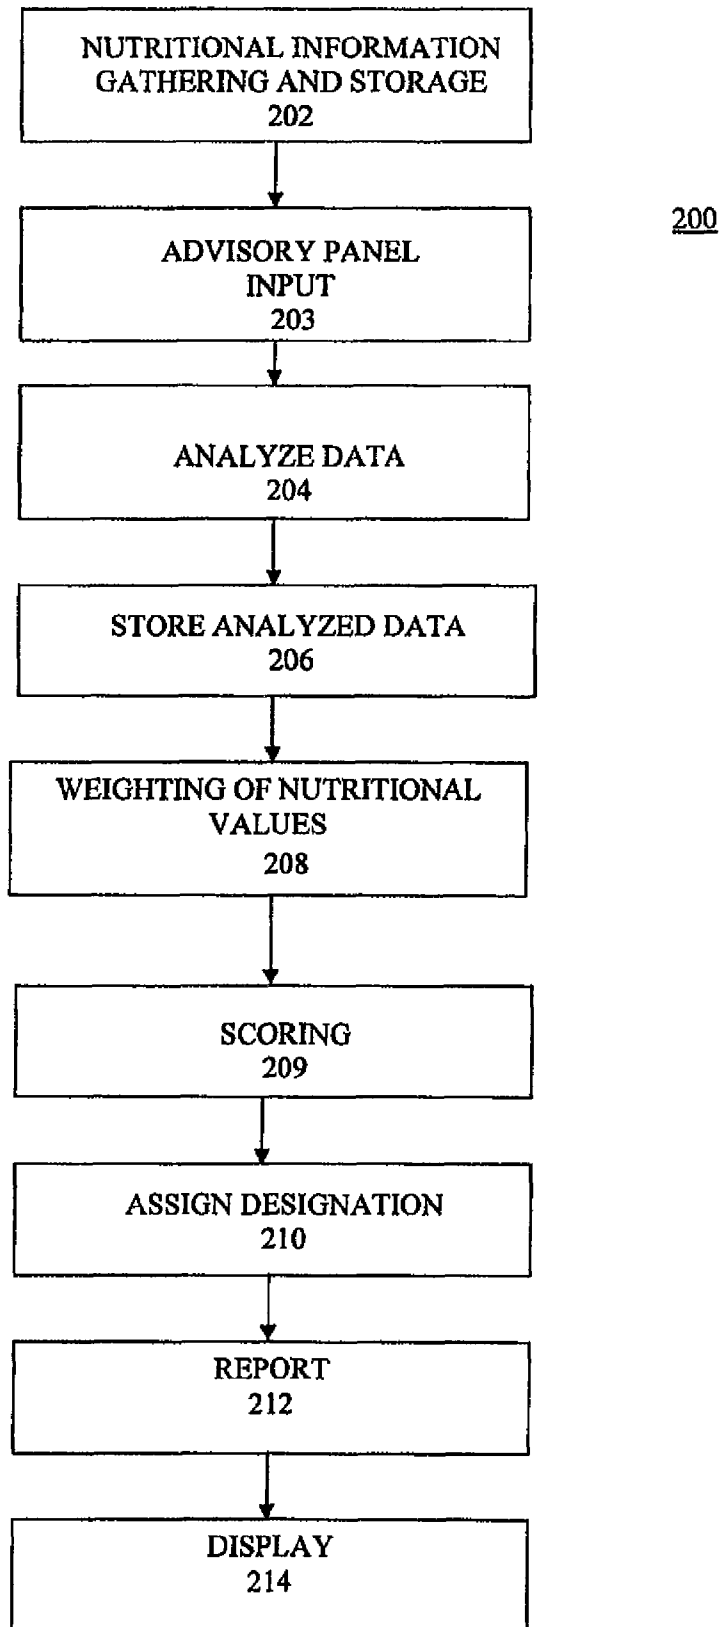 NUTRITIONAL INFORMATION
GATHERING AND STORAGE
202
200
ADVISORY PANEL
INPUT
203
ANALYZE DATA
204
STORE ANALYZED DATA
206
WEIGHTING OF NUTRITIONAL
VALUES
208
SCORING
209
ASSIGN DESIGNATION
210
REPORT
212
DISPLAY
214